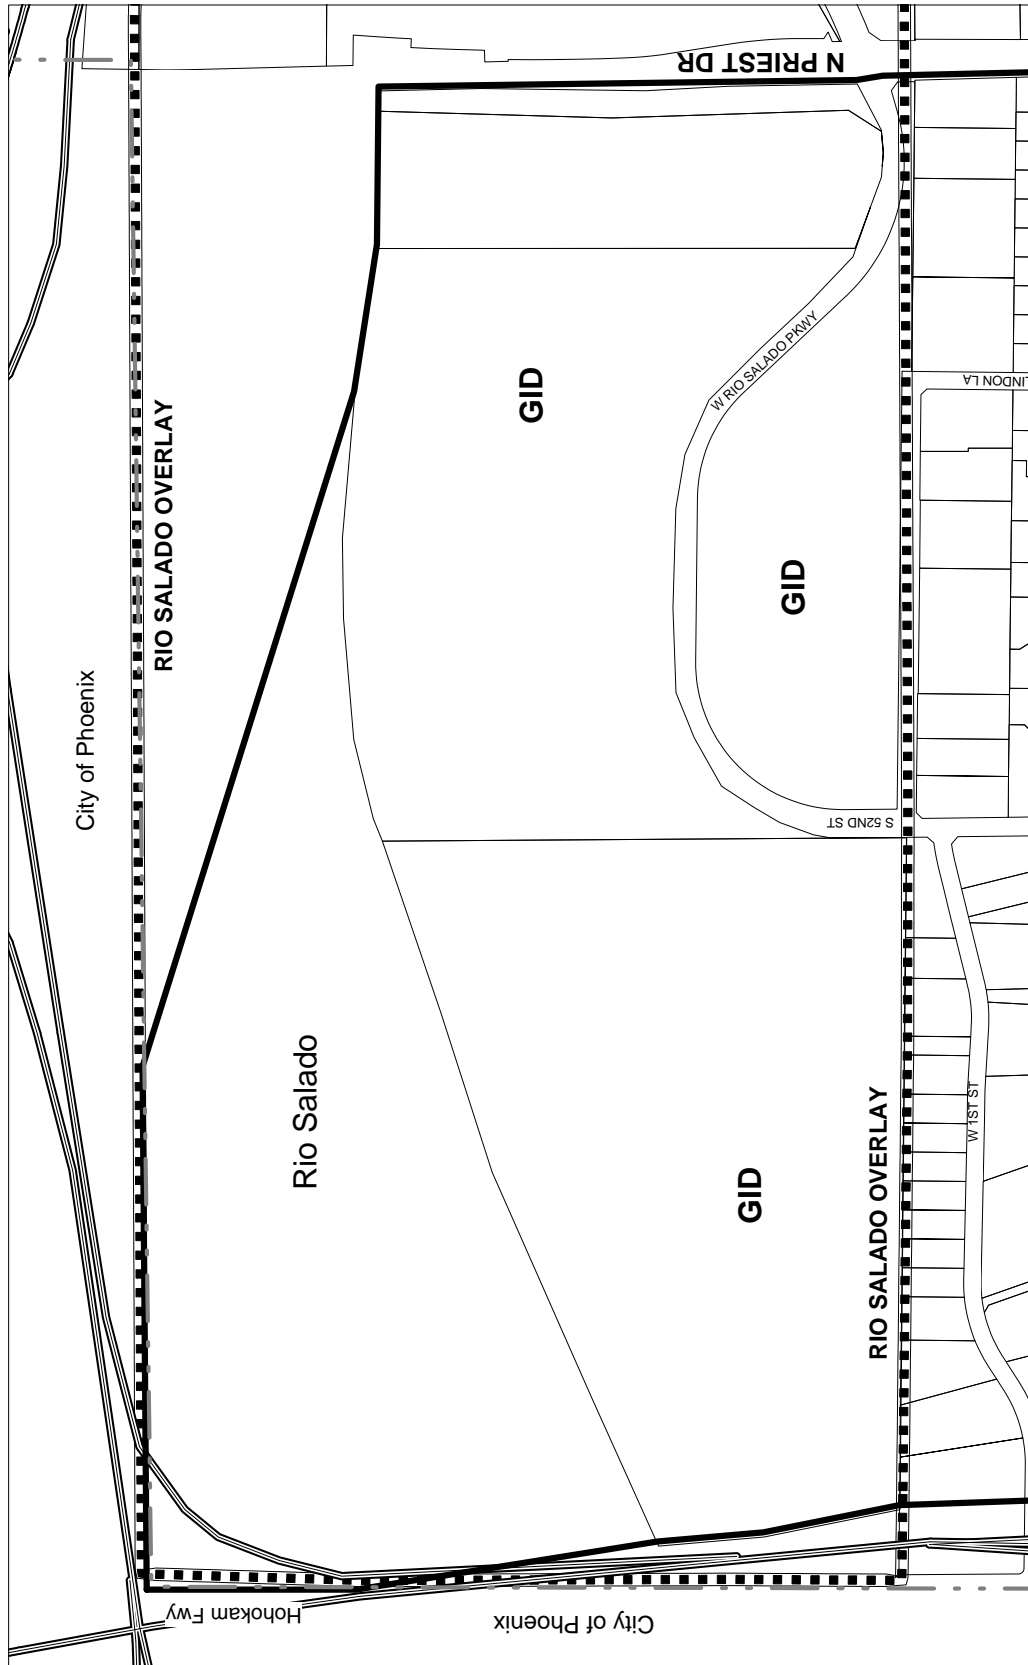 N PRIEST DR
RIO SALADO OVERLAY
City of Phoenix
GID
W RIO SALADO PKWY
LINDON LA
GID
S 52ND ST
Rio Salado
GID
RIO SALADO OVERLAY
W 1ST ST
Hohokam Fwy
City of Phoenix